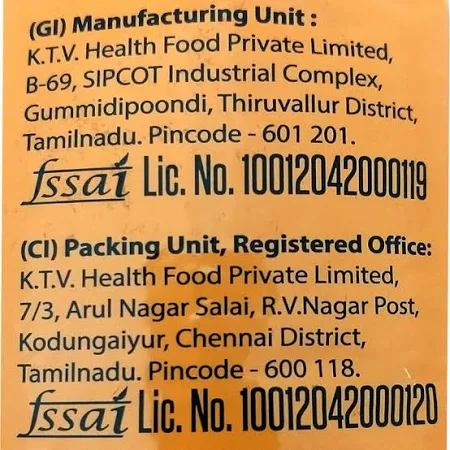 (GI) Manufacturing Unit :
K.T.V. Health Food Private Limited,
B-69, SIPCOT Industrial Complex,
Gummidipoondi, Thiruvallur District,
Tamilnadu. Pincode - 601 201.
fssai Lic. No. 10012042000119
(CI) Packing Unit, Registered Office:
K.T.V. Health Food Private Limited,
7/3, Arul Nagar Salai, R.V.Nagar Post,
Kodungaiyur, Chennai District,
Tamilnadu. Pincode - 600 118.
fssai Lic. No. 10012042000120